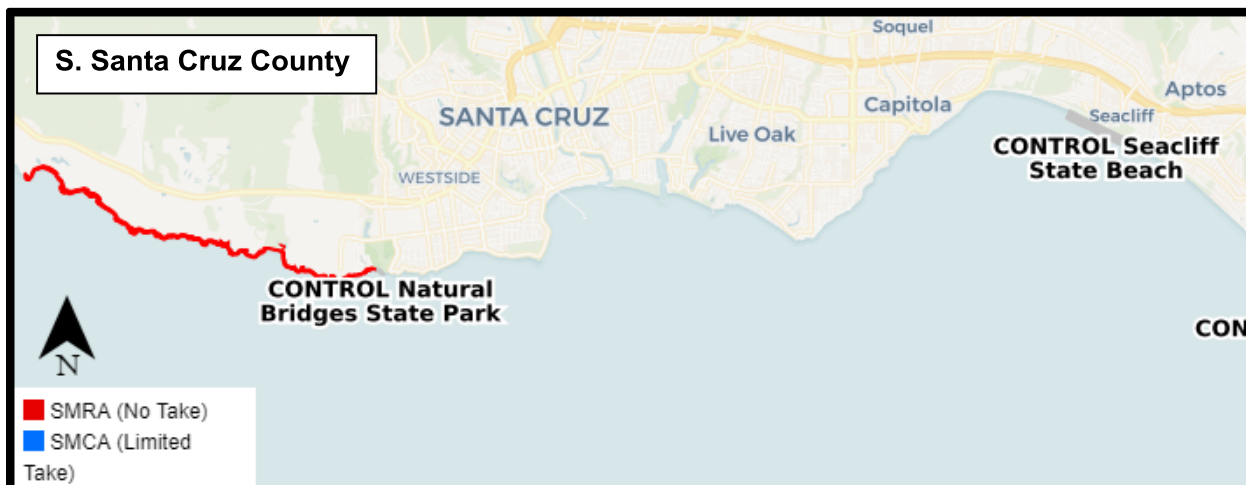 S. Santa Cruz County
Soquel
Aptos
Capitola
Seacliff
SANTA CRUZ
Live Oak
CONTROL Seacliff
State Beach
WESTSIDE
CONTROL Natural
Bridges State Park
CON
N
SMRA (No Take)
SMCA (Limited
Take)